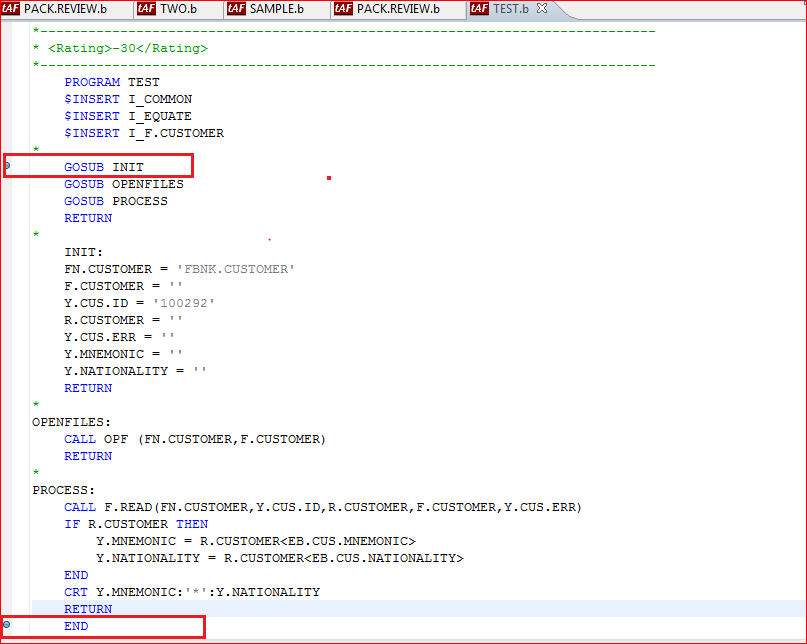 tAF PACK.REVIEW.b tAF TWO.b tAF SAMPLE.b tAF PACK.REVIEW.b tAF TEST.b
*-----------------------------------------------------------------------------
* <Rating>-30</Rating>
*-----------------------------------------------------------------------------
PROGRAM TEST
$INSERT I_COMMON
$INSERT I_EQUATE
$INSERT I_F.CUSTOMER
*
GOSUB INIT
GOSUB OPENFILES
GOSUB PROCESS
RETURN
*
INIT:
FN.CUSTOMER = 'FBNK.CUSTOMER'
F.CUSTOMER = ''
Y.CUS.ID = '100292'
R.CUSTOMER = ''
Y.CUS.ERR = ''
Y.MNEMONIC = ''
Y.NATIONALITY = ''
RETURN
*
OPENFILES:
CALL OPF (FN.CUSTOMER,F.CUSTOMER)
RETURN
*
PROCESS:
CALL F.READ(FN.CUSTOMER,Y.CUS.ID,R.CUSTOMER,F.CUSTOMER,Y.CUS.ERR)
IF R.CUSTOMER THEN
Y.MNEMONIC = R.CUSTOMER<EB.CUS.MNEMONIC>
Y.NATIONALITY = R.CUSTOMER<EB.CUS.NATIONALITY>
END
CRT Y.MNEMONIC:'*':Y.NATIONALITY
RETURN
END